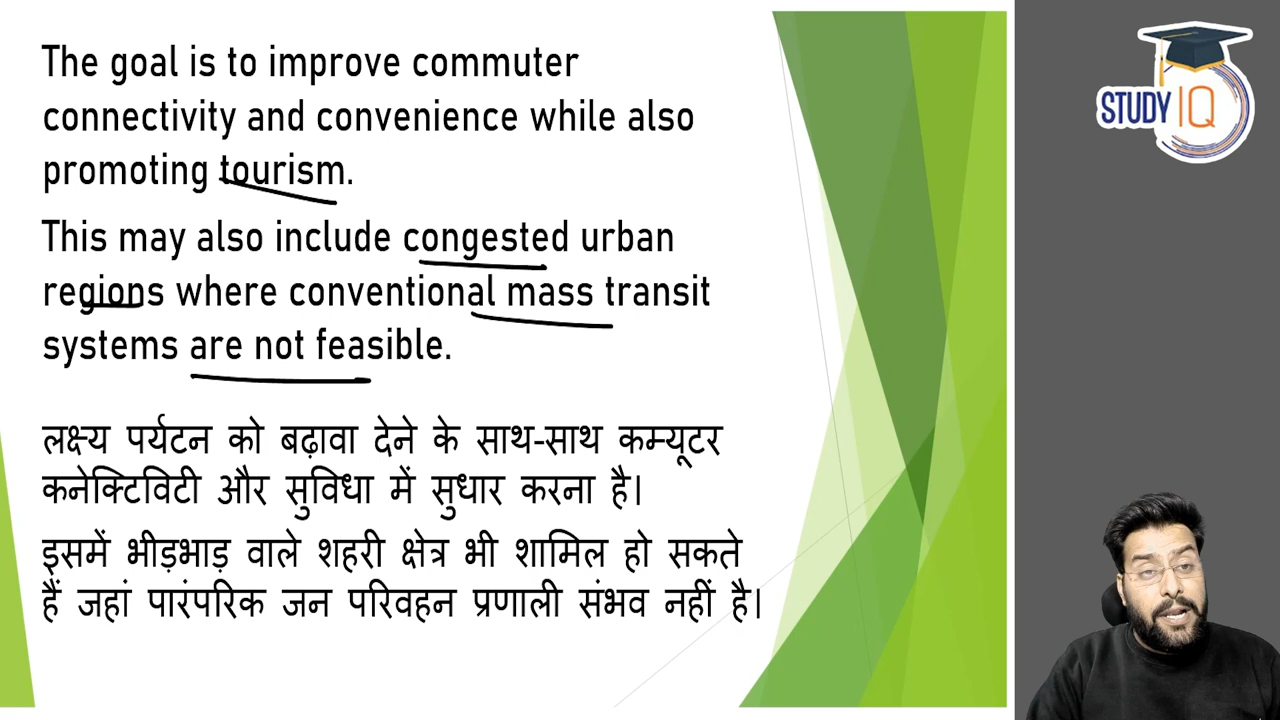 The goal is to improve commuter
connectivity and convenience while also
promoting tourism.
This may also include congested urban
regions where conventional mass transit
systems are not feasible.
लक्ष्य पर्यटन को बढ़ावा देने के साथ-साथ कम्यूटर
कनेक्टिविटी और सुविधा में सुधार करना है।
इसमें भीड़भाड़ वाले शहरी क्षेत्र भी शामिल हो सकते
हैं जहां पारंपरिक जन परिवहन प्रणाली संभव नहीं है।
STUDY IQ